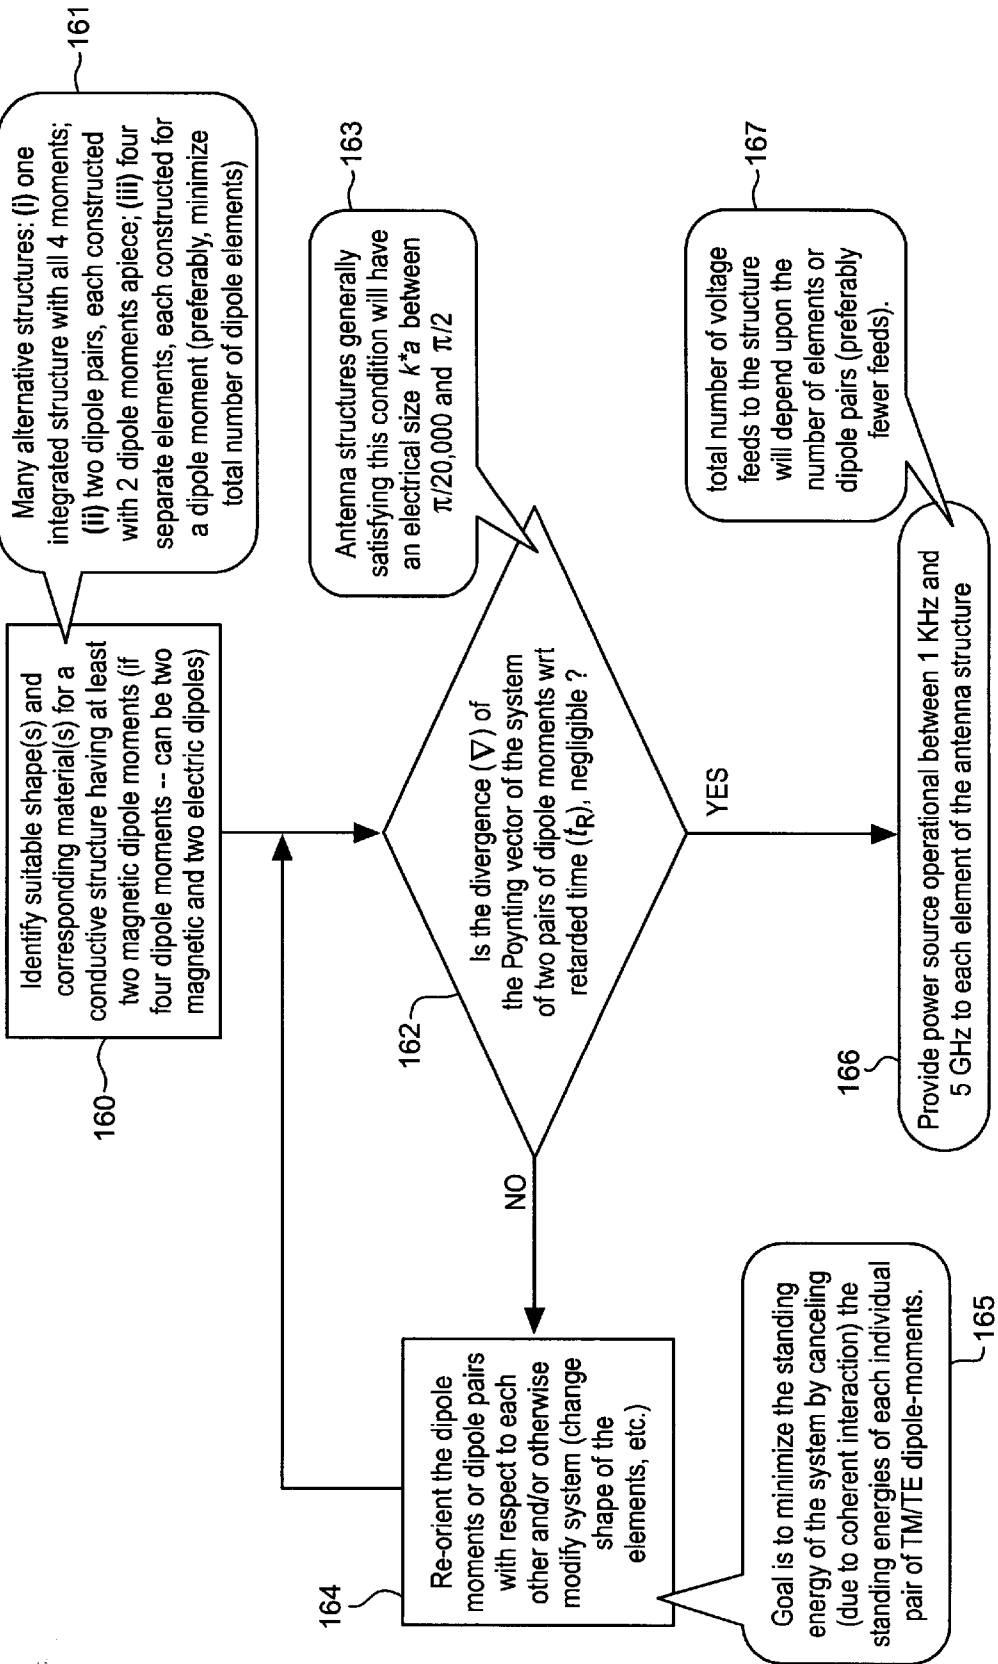 Identify suitable shape(s) and
corresponding material(s) for a
conductive structure having at least
two magnetic dipole moments (if
four dipole moments -- can be two
magnetic and two electric dipoles)
160
Many alternative structures: (i) one
integrated structure with all 4 moments;
(ii) two dipole pairs, each constructed
with 2 dipole moments apiece; (iii) four
separate elements, each constructed for
a dipole moment (preferably, minimize
total number of dipole elements)
161
Is the divergence (∇) of
the Poynting vector of the system
of two pairs of dipole moments wrt
retarded time (tR), negligible ?
162
Antenna structures generally
satisfying this condition will have
an electrical size k*a between
π/20,000 and π/2
163
NO
Re-orient the dipole
moments or dipole pairs
with respect to each
other and/or otherwise
modify system (change
shape of the
elements, etc.)
164
Goal is to minimize the standing
energy of the system by canceling
(due to coherent interaction) the
standing energies of each individual
pair of TM/TE dipole-moments.
165
YES
Provide power source operational between 1 KHz and
5 GHz to each element of the antenna structure
166
total number of voltage
feeds to the structure
will depend upon the
number of elements or
dipole pairs (preferably
fewer feeds).
167